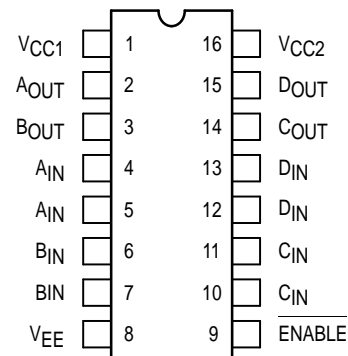 VCC1 1 16 VCC2
AOUT 2 15 DOUT
BOUT 3 14 COUT
AIN 4 13 DIN
AIN 5 12 DIN
BIN 6 11 CIN
BIN 7 10 CIN
VEE 8 9 ENABLE